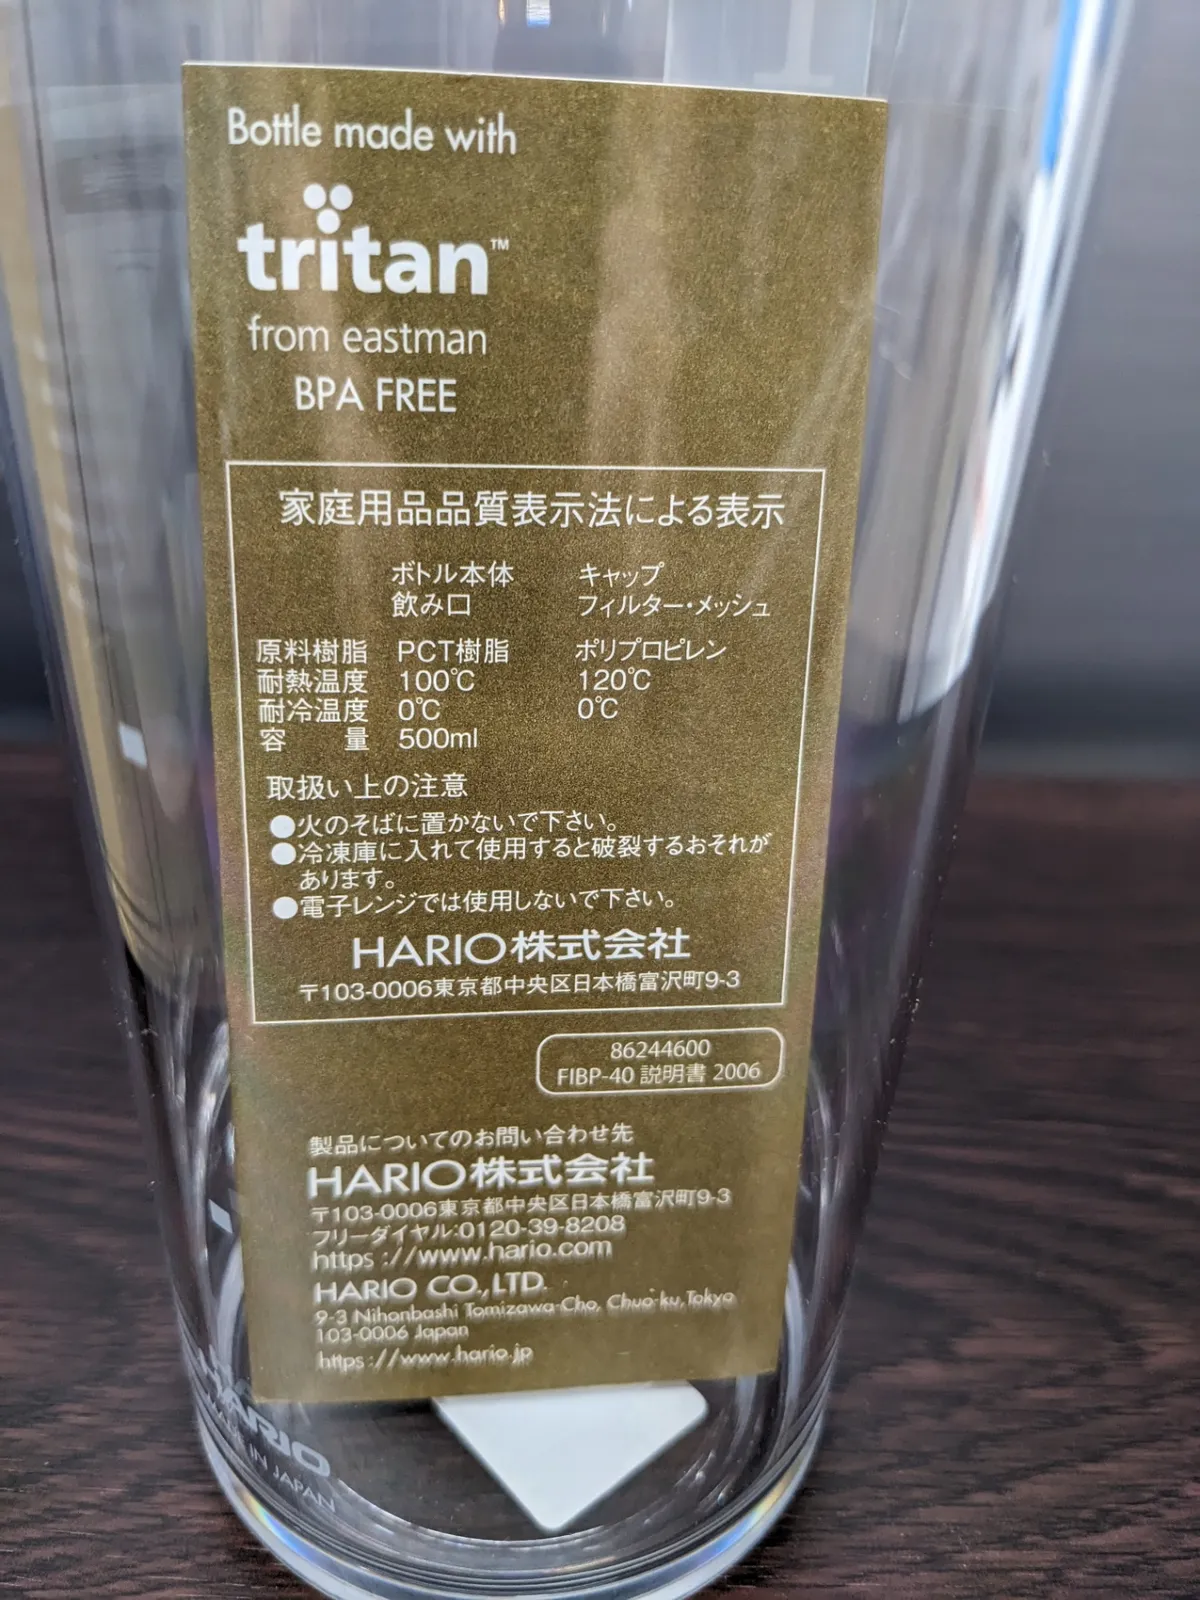 Bottle made with
tritan™
from eastman
BPA FREE
家庭用品品質表示法による表示
ボトル本体 キャップ
飲み口 フィルター・メッシュ
原料樹脂 PCT樹脂 ポリプロピレン
耐熱温度 100℃ 120℃
耐冷温度 0℃ 0℃
容 量 500ml
取扱い上の注意
●火のそばに置かないで下さい。
●冷凍庫に入れて使用すると破裂するおそれが
あります。
●電子レンジでは使用しないで下さい。
HARIO株式会社
〒103-0006東京都中央区日本橋富沢町9-3
86244600
FIBP-40 説明書 2006
製品についてのお問い合わせ先
HARIO株式会社
〒103-0006東京都中央区日本橋富沢町9-3
フリーダイヤル:0120-39-8208
https://www.hario.com
HARIO CO.,LTD.
9-3 Nihonbashi Tomizawa-Cho, Chuo-ku,Tokyo
103-0006 Japan
https://www.hario.jp
HARIO
MADE IN JAPAN